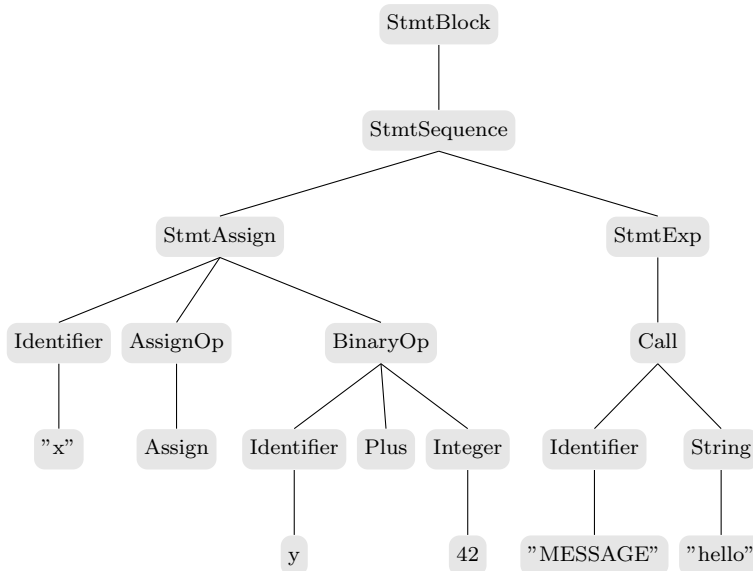 StmtBlock
StmtSequence
StmtAssign StmtExp
Identifier AssignOp BinaryOp Call
"x" Assign Identifier Plus Integer Identifier String
y 42 "MESSAGE" "hello"